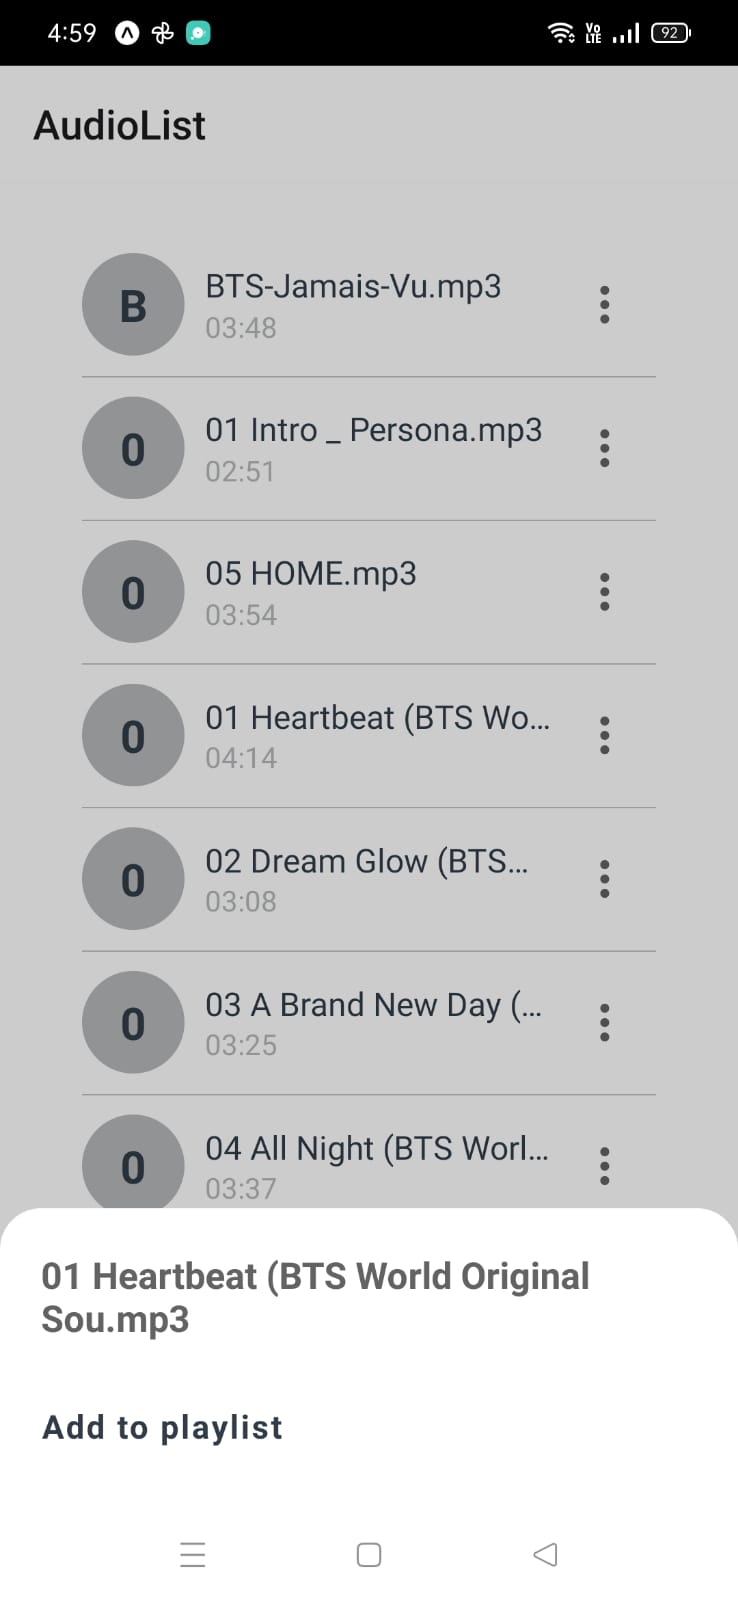 4:59
Vo
LTE
92
AudioList
B
BTS-Jamais-Vu.mp3
03:48
0
01 Intro _ Persona.mp3
02:51
0
05 HOME.mp3
03:54
0
01 Heartbeat (BTS Wo...
04:14
0
02 Dream Glow (BTS...
03:08
0
03 A Brand New Day (...
03:25
0
04 All Night (BTS Worl...
03:37
01 Heartbeat (BTS World Original
Sou.mp3
Add to playlist